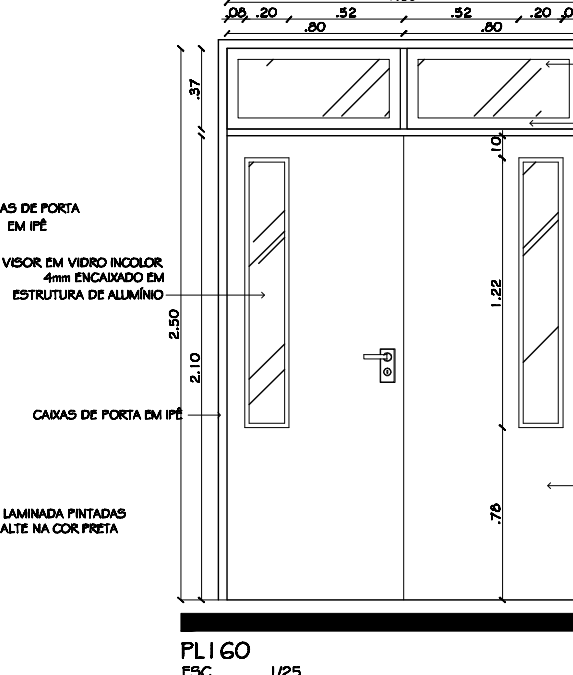 .08 .20 .52 .52 .20
.80 .80
.37
.10
AS DE PORTA
EM IPÊ
VISOR EM VIDRO INCOLOR
4mm ENCAIXADO EM
ESTRUTURA DE ALUMÍNIO
1.22
2.50
2.10
CAIXAS DE PORTA EM IPÊ
.78
LAMINADA PINTADAS
ALTE NA COR PRETA
PL160
ESC 1/25